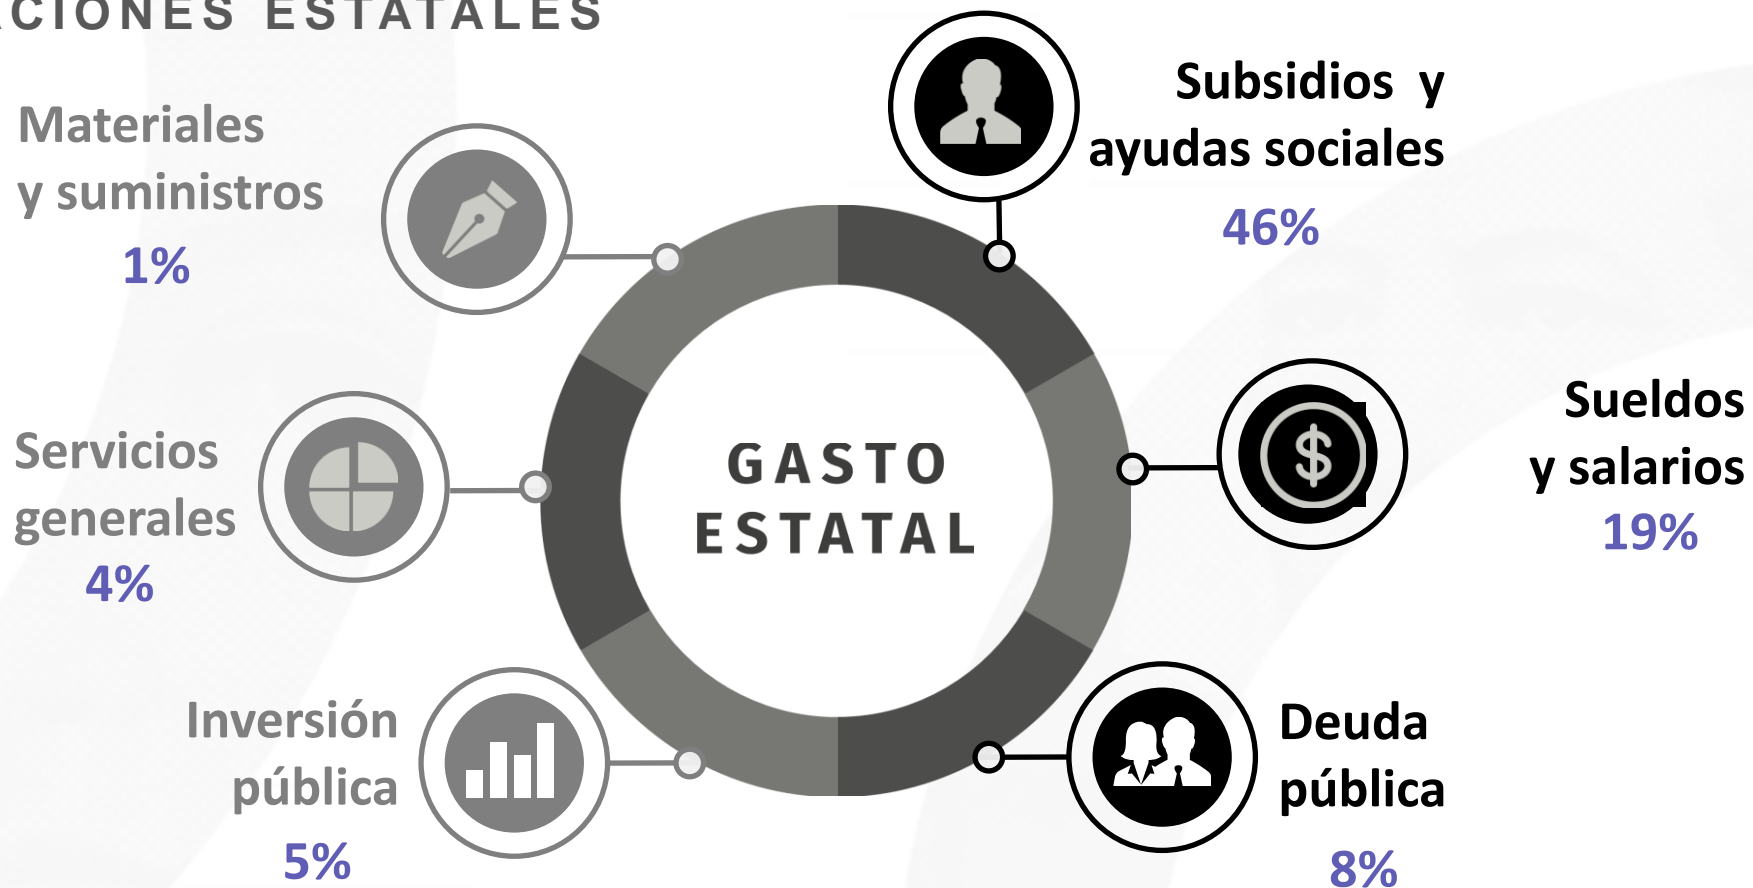 ESTATALES
Materiales
y suministros
1%
Subsidios y
ayudas sociales
46%
Servicios
generales
4%
GASTO
ESTATAL
Sueldos
y salarios
19%
Inversión
pública
5%
Deuda
pública
8%